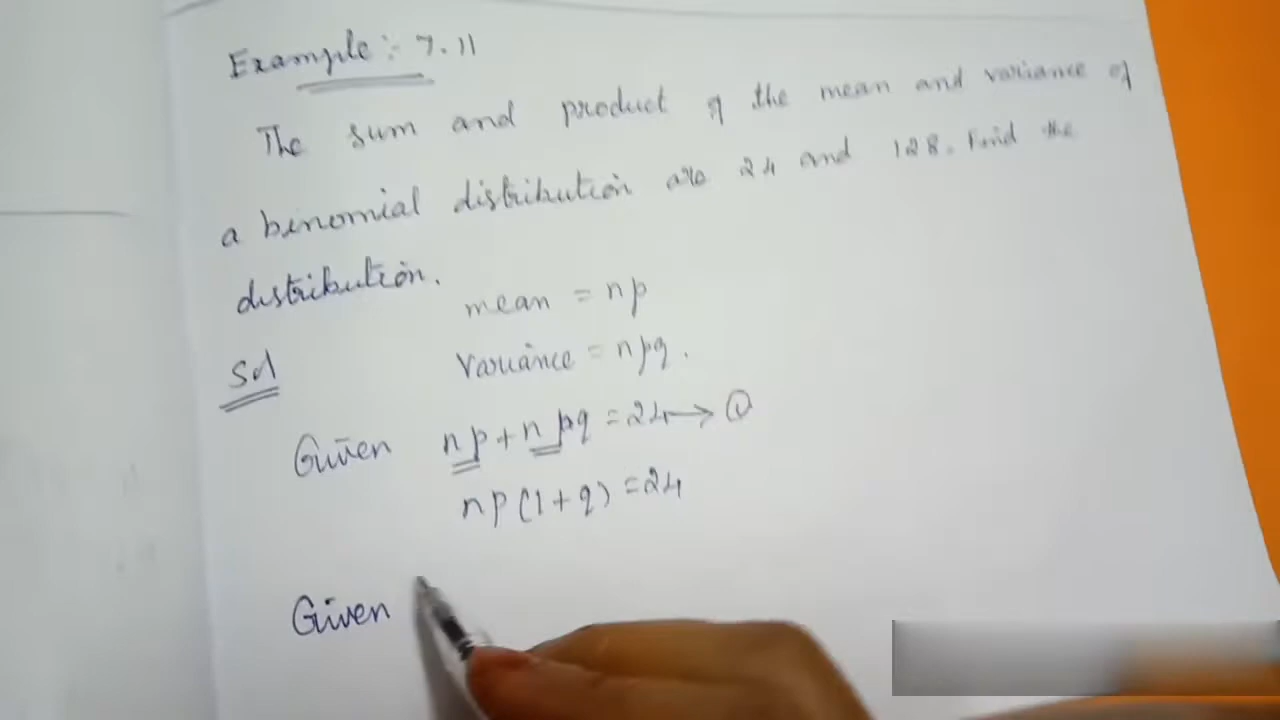 Example :- 7.11
The sum and product of the mean and variance of
a binomial distribution are 24 and 128. Find the
distribution.
mean = np
Sol
Variance = npq.
Given np + npq = 24 → ①
np(1+q) = 24
Given